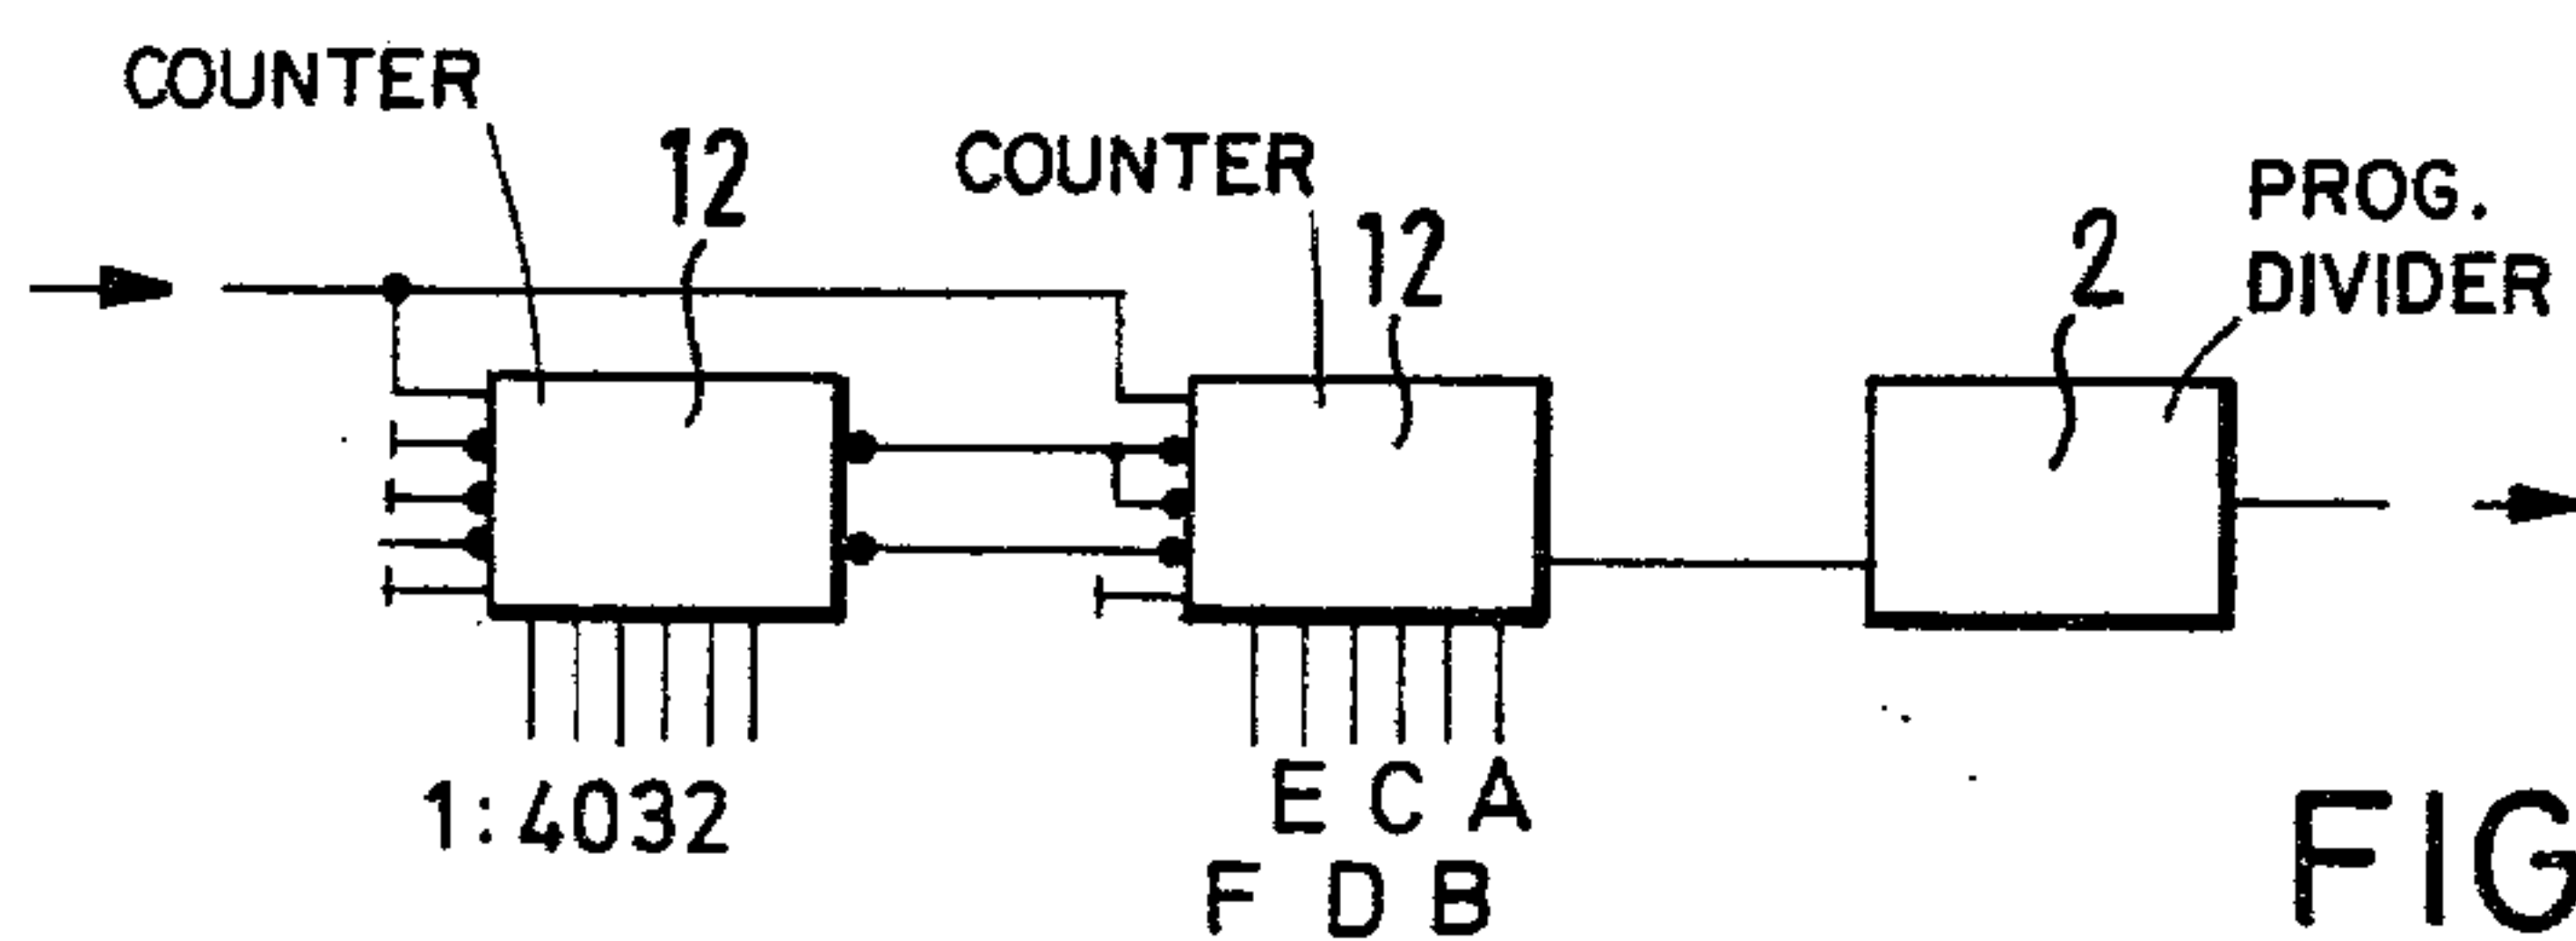 COUNTER
12
COUNTER
12
2
PROG.
DIVIDER
1:4032
E C A
F D B
FIG